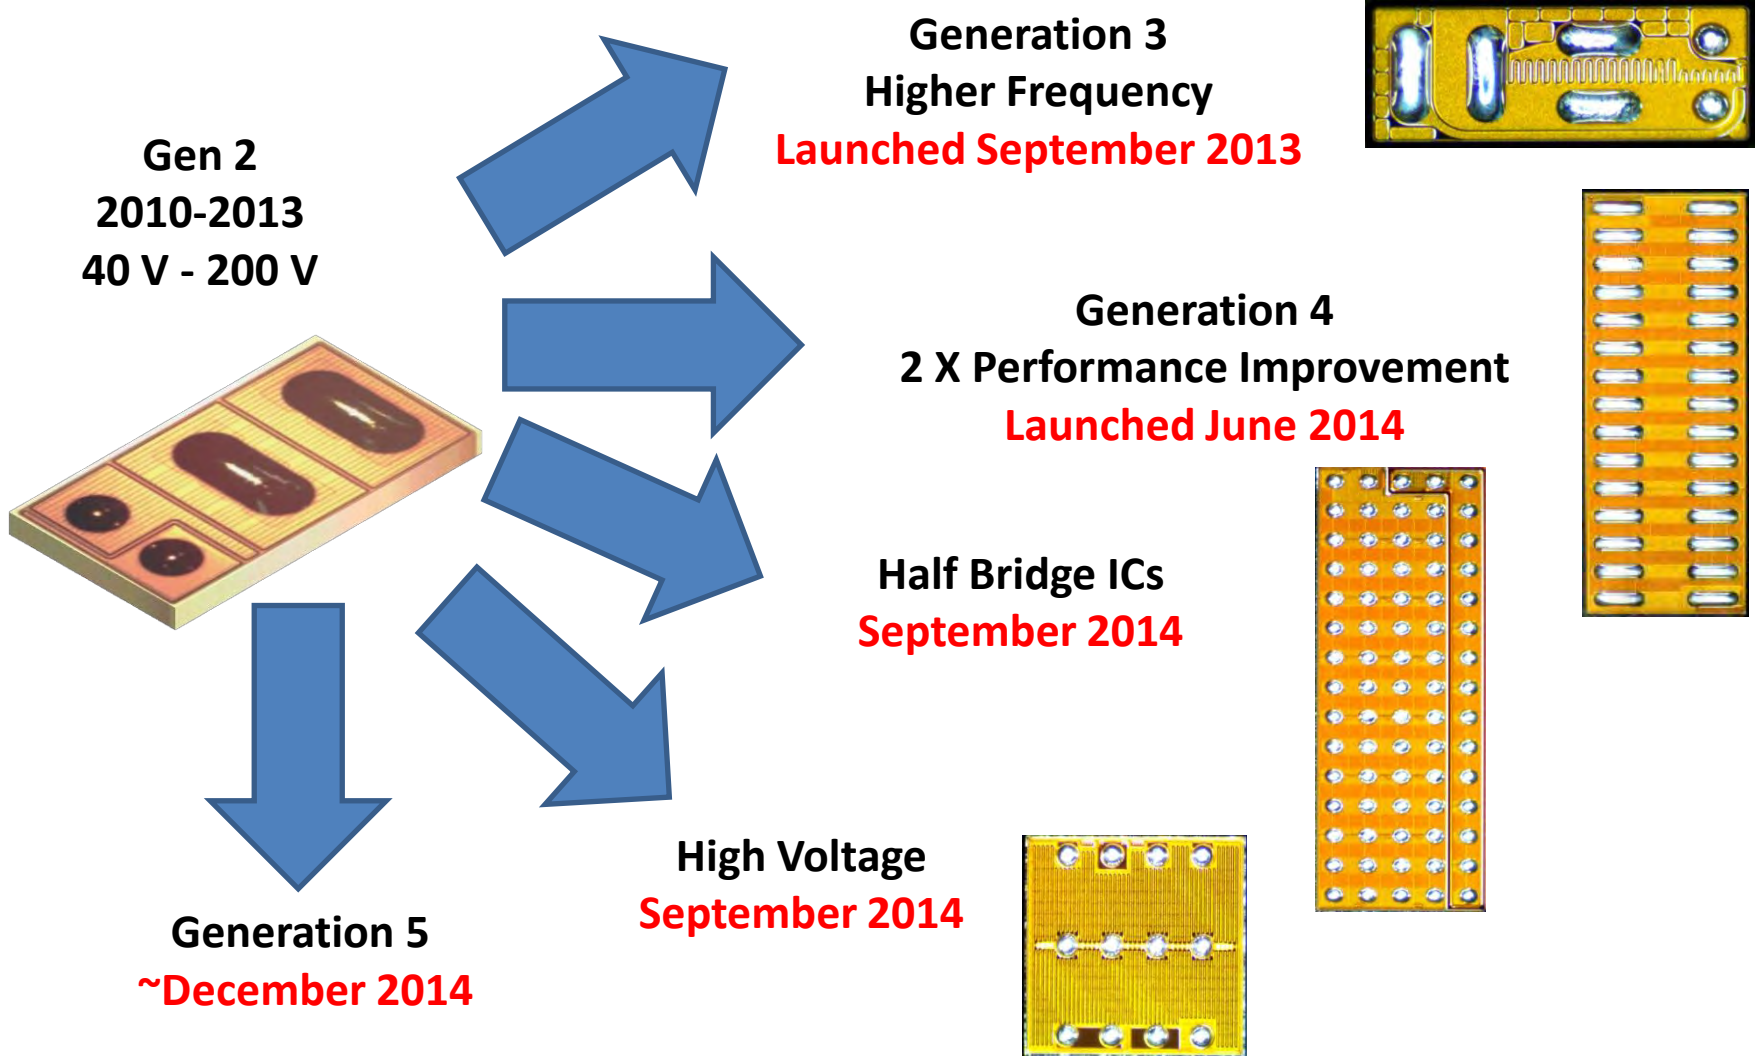 Generation 3
Higher Frequency
Launched September 2013
Gen 2
2010-2013
40 V - 200 V
Generation 4
2 X Performance Improvement
Launched June 2014
Half Bridge ICs
September 2014
High Voltage
September 2014
Generation 5
~December 2014